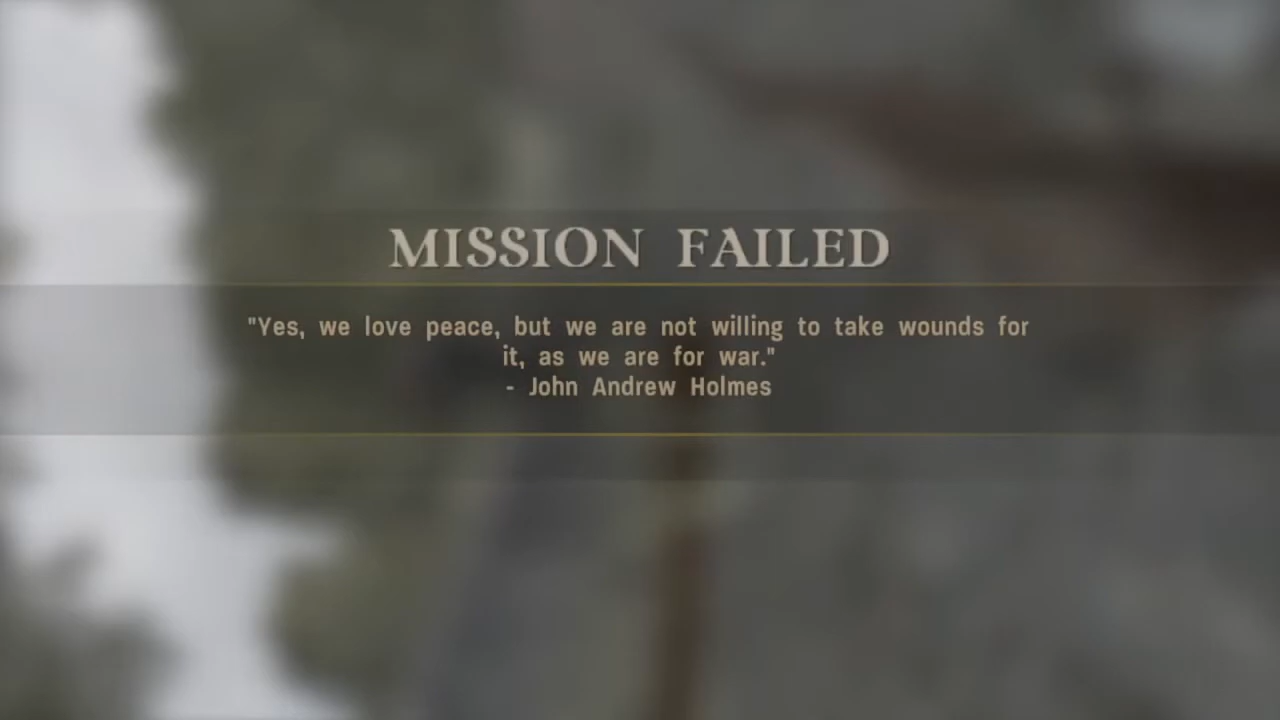 MISSION FAILED
"Yes, we love peace, but we are not willing to take wounds for
it, as we are for war."
- John Andrew Holmes